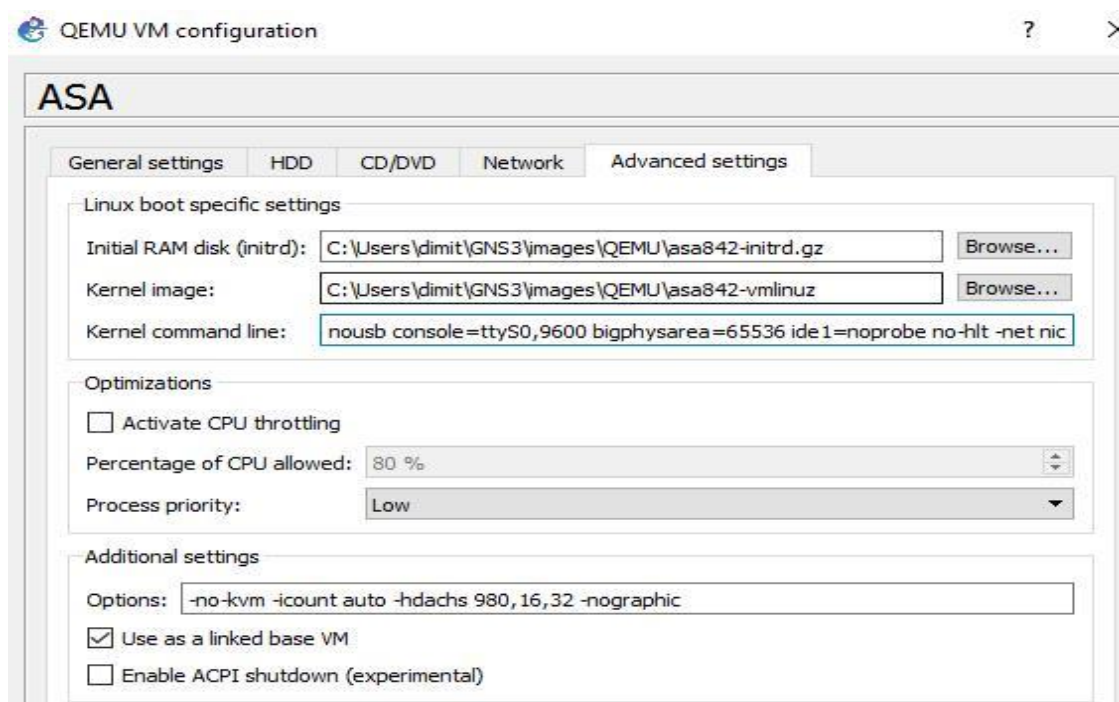 QEMU VM configuration ?
ASA
General settings HDD CD/DVD Network Advanced settings
Linux boot specific settings
Initial RAM disk (initrd): C:\Users\dimit\GNS3\images\QEMU\asa842-initrd.gz Browse...
Kernel image: C:\Users\dimit\GNS3\images\QEMU\asa842-vmlinuz Browse...
Kernel command line: nousb console=ttyS0,9600 bigphysarea=65536 ide1=noprobe no-hlt -net nic
Optimizations
Activate CPU throttling
Percentage of CPU allowed: 80 %
Process priority: Low
Additional settings
Options: -no-kvm -icount auto -hdachs 980,16,32 -nographic
Use as a linked base VM
Enable ACPI shutdown (experimental)